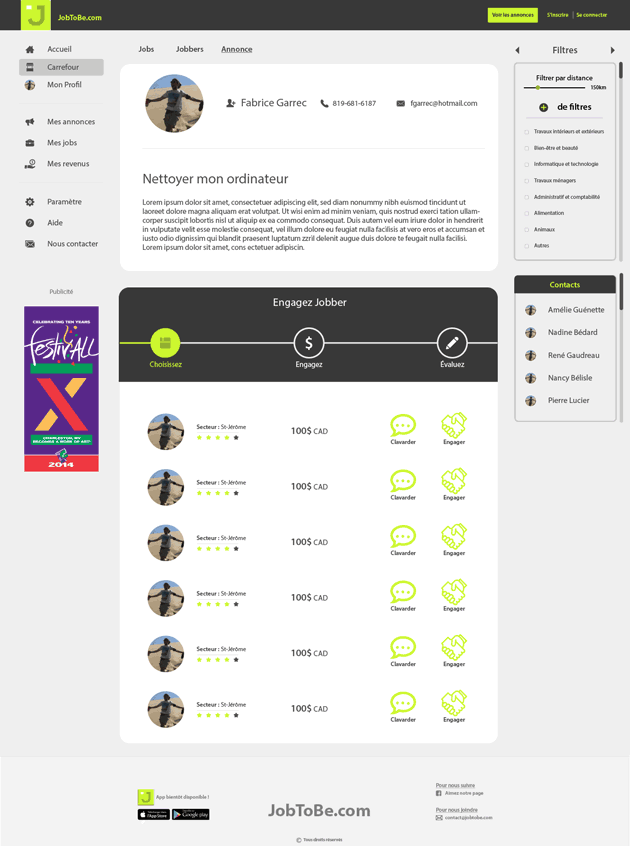 J JobToBe.com
Voir les annonces S'inscrire Se connecter
Accueil
Carrefour
Mon Profil
Mes annonces
Mes jobs
Mes revenus
Paramètre
Aide
Nous contacter
Publicité
CELEBRATING TEN YEARS
FESTIV'ALL
X
CHARLESTON, WV
BECOMES A WORK OF ART!
2014
Jobs Jobbers Annonce
Fabrice Garrec 819-681-6187 fgarrec@hotmail.com
Nettoyer mon ordinateur
Lorem ipsum dolor sit amet, consectetuer adipiscing elit, sed diam nonummy nibh euismod tincidunt ut
laoreet dolore magna aliquam erat volutpat. Ut wisi enim ad minim veniam, quis nostrud exerci tation ullam-
corper suscipit lobortis nisl ut aliquip ex ea commodo consequat. Duis autem vel eum iriure dolor in hendrerit
in vulputate velit esse molestie consequat, vel illum dolore eu feugiat nulla facilisis at vero eros et accumsan et
iusto odio dignissim qui blandit praesent luptatum zzril delenit augue duis dolore te feugait nulla facilisi.
Lorem ipsum dolor sit amet, cons ectetuer adipiscin.
Engagez Jobber
$
Choisissez Engagez Évaluez
Secteur : St-Jérôme 100$ CAD Clavarder Engager
Secteur : St-Jérôme 100$ CAD Clavarder Engager
Secteur : St-Jérôme 100$ CAD Clavarder Engager
Secteur : St-Jérôme 100$ CAD Clavarder Engager
Secteur : St-Jérôme 100$ CAD Clavarder Engager
Secteur : St-Jérôme 100$ CAD Clavarder Engager
Filtres
Filtrer par distance
150km
de filtres
Travaux intérieurs et extérieurs
Bien-être et beauté
Informatique et technologie
Travaux ménagers
Administratif et comptabilité
Alimentation
Animaux
Autres
Contacts
Amélie Guénette
Nadine Bédard
René Gaudreau
Nancy Bélisle
Pierre Lucier
J App bientôt disponible !
App Store Google play
JobToBe.com
Pour nous suivre
Aimez notre page
Pour nous joindre
contact@jobtobe.com
© Tous droits réservés